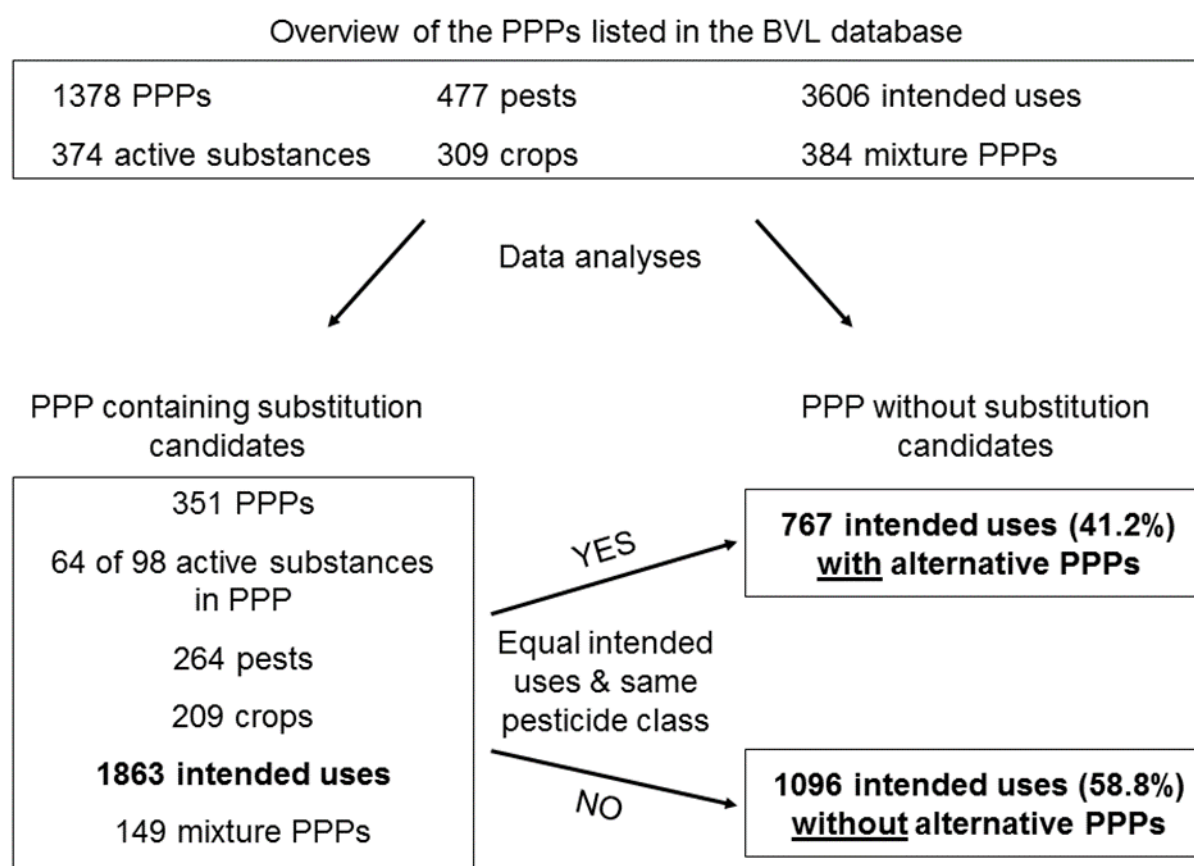 Overview of the PPPs listed in the BVL database
1378 PPPs 477 pests 3606 intended uses
374 active substances 309 crops 384 mixture PPPs
Data analyses
PPP containing substitution
candidates
351 PPPs
64 of 98 active substances
in PPP
264 pests
209 crops
1863 intended uses
149 mixture PPPs
YES
Equal intended
uses & same
pesticide class
NO
PPP without substitution
candidates
767 intended uses (41.2%)
with alternative PPPs
1096 intended uses (58.8%)
without alternative PPPs